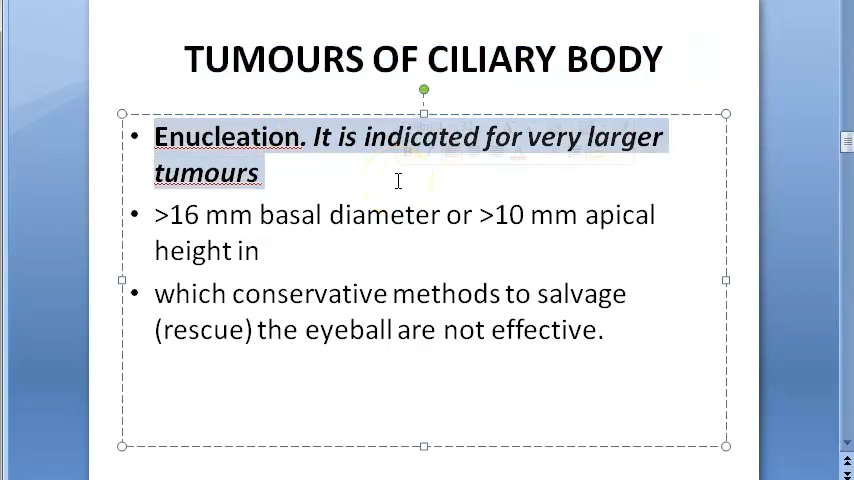 TUMOURS OF CILIARY BODY
• Enucleation. It is indicated for very larger
tumours
• >16 mm basal diameter or >10 mm apical
height in
• which conservative methods to salvage
(rescue) the eyeball are not effective.